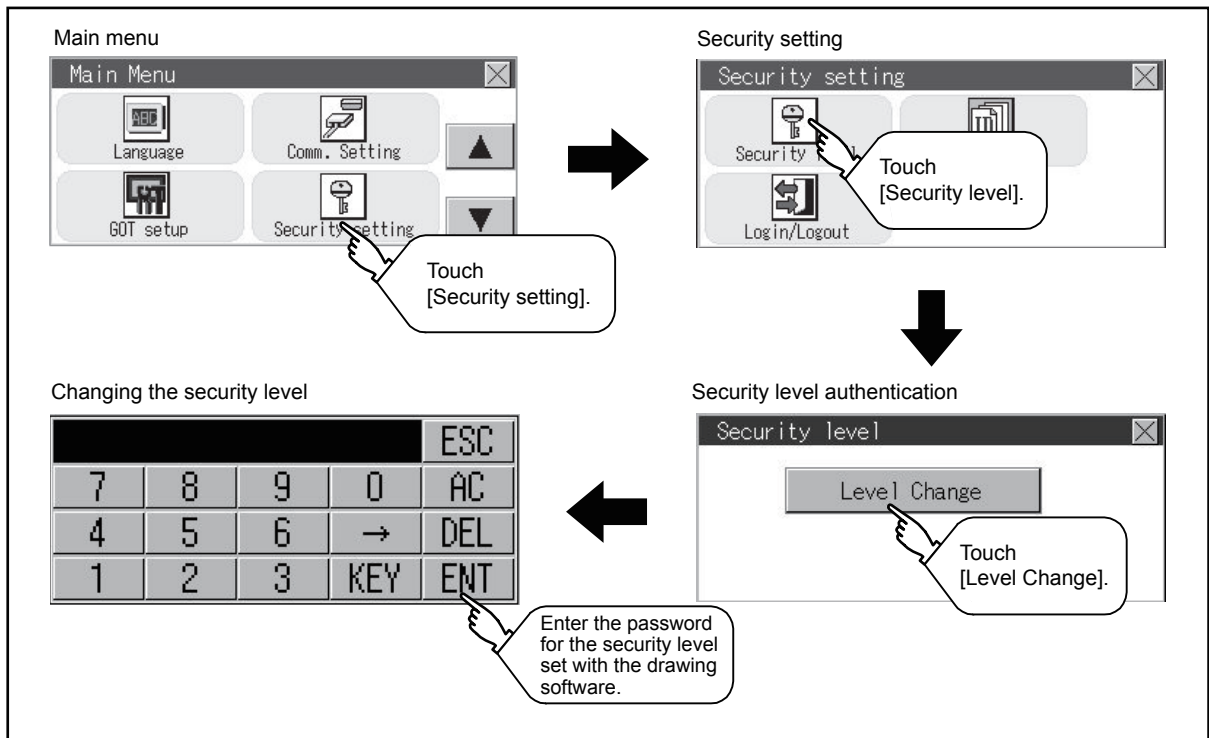 Main menu
Main Menu
Language
Comm. Setting
GOT setup
Security setting
Touch
[Security setting].
Security setting
Security setting
Security
Touch
[Security level].
Login/Logout
Changing the security level
ESC
7 8 9 0 AC
4 5 6 → DEL
1 2 3 KEY ENT
Enter the password
for the security level
set with the drawing
software.
Security level authentication
Security level
Level Change
Touch
[Level Change].